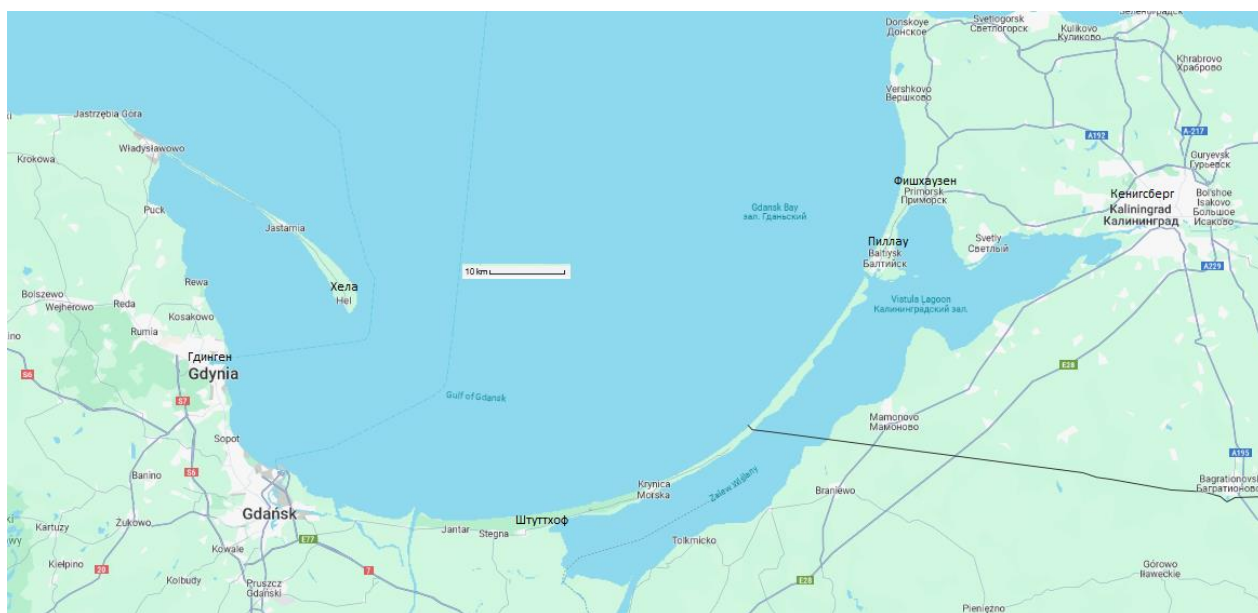 Donskoye
Донское
Svetlogorsk
Светлогорск
Зеленоградск
Kulikovo
Куликово
Khrabrovo
Храброво
Jastrzębia Góra
Vershkovo
Вершково
A192
A-217
Władysławowo
Krokowa
Guryevsk
Гурьевск
Фишхаузен
Primorsk
Приморск
Кенигсберг
Kaliningrad
Калининград
Bol'shoe
Isakovo
Большое
Исаково
Puck
Gdansk Bay
зал. Гданьский
Jastarnia
Пиллау
Baltiysk
Балтийск
Svetly
Светлый
10 km
A229
Rewa
Хела
Hel
Bolszewo
Wejherowo
Reda
Kosakowo
Vistula Lagoon
Калининградский зал.
Rumia
Гдинген
Gdynia
S6
S7
E28
Gulf of Gdansk
Mamonovo
Мамоново
Sopot
A195
Banino
S6
Krynica
Morska
Zalew Wiślany
Braniewo
Bagrationovsk
Багратионовск
Gdańsk
Штуттхоф
Żukowo
Kartuzy
Jantar
Stegna
E77
Tolkmicko
Kowale
Kiełpino
20
Kolbudy
Pruszcz
Gdański
7
E28
Górowo
Iławeckie
Pieniężno